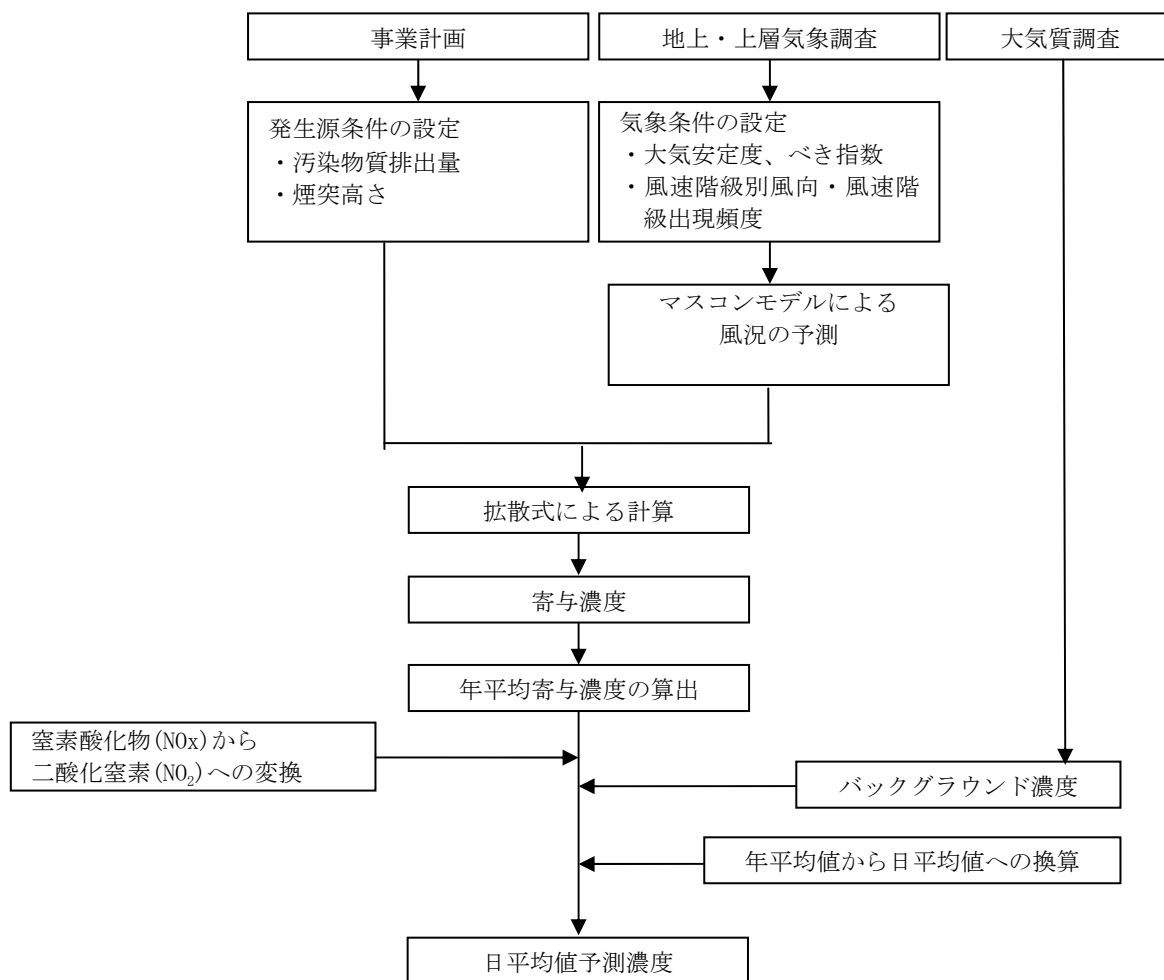 事業計画
地上・上層気象調査
大気質調査
発生源条件の設定
・汚染物質排出量
・煙突高さ
気象条件の設定
・大気安定度、べき指数
・風速階級別風向・風速階
級出現頻度
マスコンモデルによる
風況の予測
拡散式による計算
寄与濃度
年平均寄与濃度の算出
窒素酸化物(NOx)から
二酸化窒素(NO₂)への変換
バックグラウンド濃度
年平均値から日平均値への換算
日平均値予測濃度